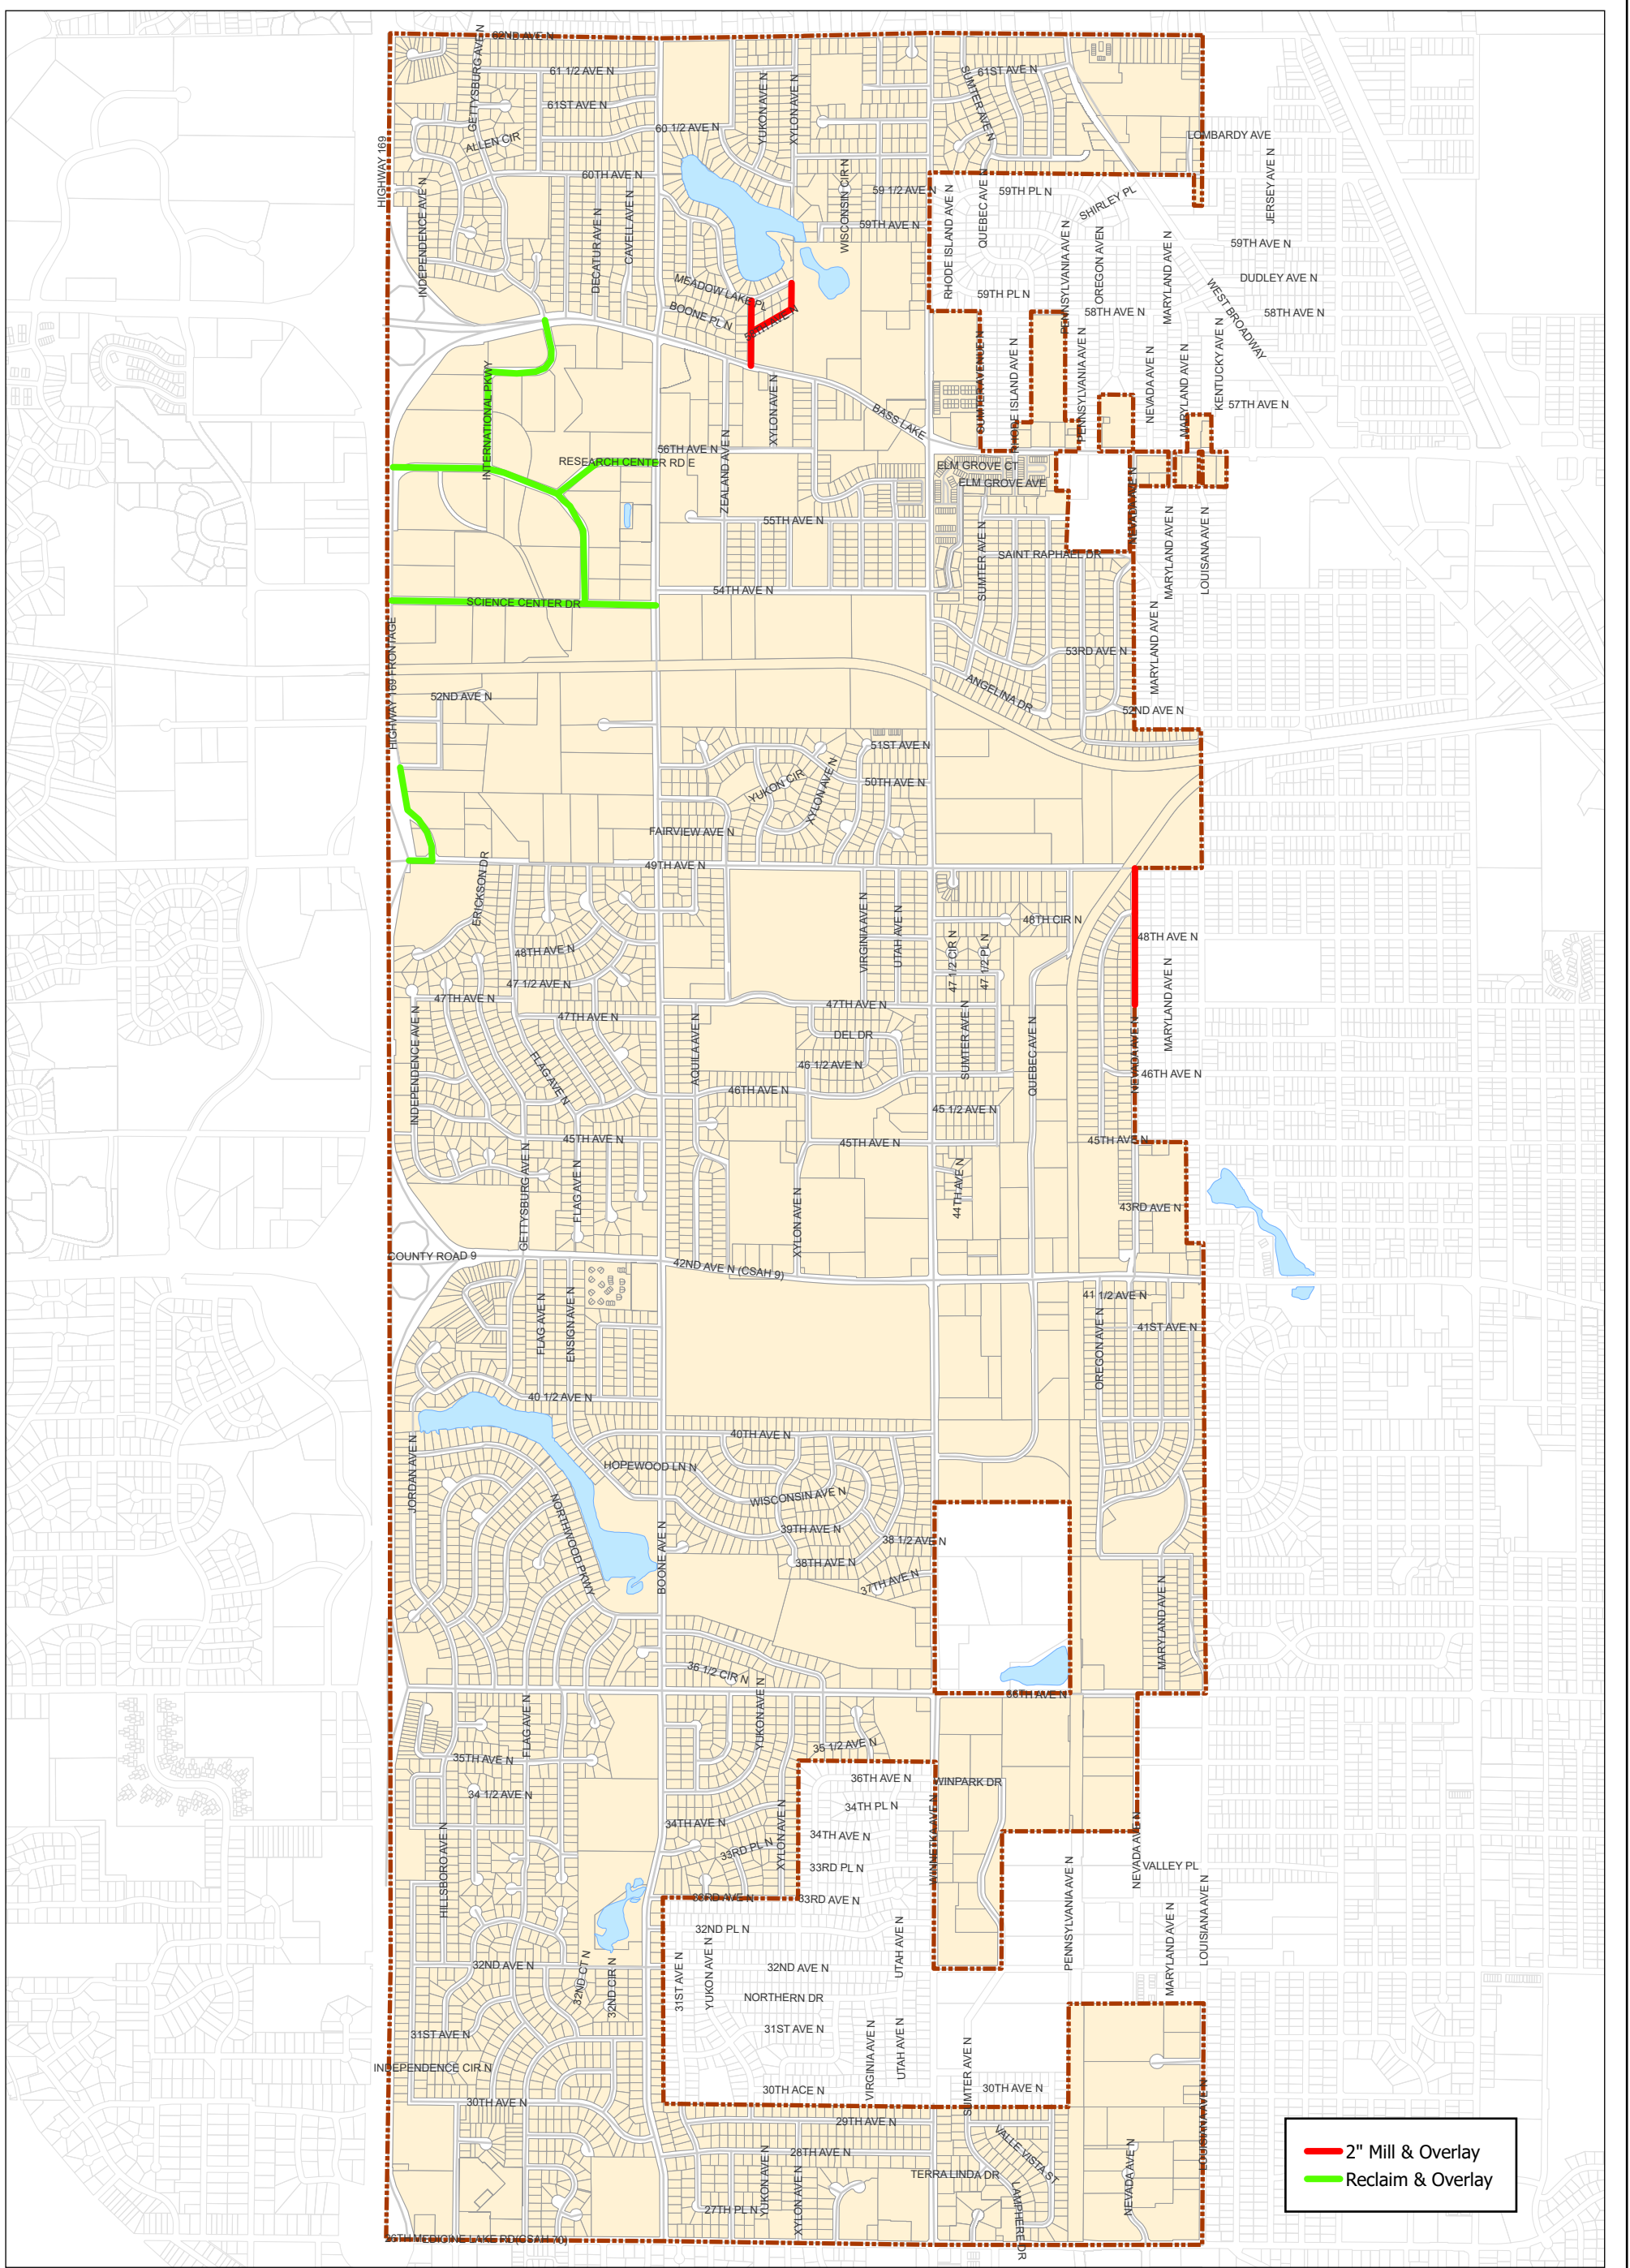 62ND AVE N
GETTYSBURG AVE N
61 1/2 AVE N
61ST AVE N
YUKON AVE N
XYLON AVE N
SUMTER AVE N
61ST AVE N
LOMBARDY AVE
HIGHWAY 169
ALLEN CIR
60 1/2 AVE N
60TH AVE N
INDEPENDENCE AVE N
DECATUR AVE N
CAVELL AVE N
WISCONSIN CIR N
59 1/2 AVE N
59TH AVE N
RHODE ISLAND AVE N
QUEBEC AVE N
59TH PL N
SHIRLEY PL
JERSEY AVE N
PENNSYLVANIA AVE N
OREGON AVEN
MARYLAND AVE N
59TH AVE N
DUDLEY AVE N
WEST BROADWAY
59TH PL N
58TH AVE N
58TH AVE N
MEADOW LAKE PL
BOONE PL N
INTERNATIONAL PKWY
XYLON AVE N
BASS LAKE
SUMTER AVENUE N
RHODE ISLAND AVE N
PENNSYLVANIA AVE N
NEVADA AVE N
MARYLAND AVE N
KENTUCKY AVE N
57TH AVE N
56TH AVE N
RESEARCH CENTER RD E
ZEALAND AVE N
ELM GROVE CT
ELM GROVE AVE
55TH AVE N
SUMTER AVE N
SAINT RAPHAEL DR
NEVADA AVE N
MARYLAND AVE N
LOUISIANA AVE N
54TH AVE N
SCIENCE CENTER DR
HIGHWAY 169 FRONTAGE
53RD AVE N
MARYLAND AVE N
ANGELINA DR
52ND AVE N
52ND AVE N
51ST AVE N
50TH AVE N
YUKON CIR
XYLON AVE N
FAIRVIEW AVE N
49TH AVE N
ERICKSON DR
48TH AVE N
47 1/2 AVE N
47TH AVE N
47TH AVE N
VIRGINIA AVE N
UTAH AVE N
48TH CIR N
47 1/2 CIR N
47 1/2 PL N
48TH AVE N
MARYLAND AVE N
47TH AVE N
DEL DR
INDEPENDENCE AVE N
FLAG AVE N
AQUILA AVE N
46 1/2 AVE N
46TH AVE N
SUMTER AVE N
QUEBEC AVE N
NEVADA AVE N
46TH AVE N
45 1/2 AVE N
45TH AVE N
45TH AVE N
45TH AVE N
GETTYSBURG AVE N
FLAG AVE N
XYLON AVE N
44TH AVE N
43RD AVE N
COUNTY ROAD 9
42ND AVE N (CSAH 9)
FLAG AVE N
ENSIGN AVE N
41 1/2 AVE N
OREGON AVE N
41ST AVE N
40 1/2 AVE N
40TH AVE N
JORDAN AVE N
HOPEWOOD LN N
NORTHWOOD PKWY
WISCONSIN AVE N
39TH AVE N
38 1/2 AVE N
38TH AVE N
BOONE AVE N
37TH AVE N
MARYLAND AVE N
36 1/2 CIR N
36TH AVE N
FLAG AVE N
YUKON AVE N
35TH AVE N
35 1/2 AVE N
36TH AVE N
WINPARK DR
34 1/2 AVE N
34TH PL N
34TH AVE N
34TH AVE N
XYLON AVE N
WINNETKA AVE N
33RD PL N
33RD PL N
HILLSBORO AVE N
33RD AVE N
33RD AVE N
NEVADA AVE N
VALLEY PL
PENNSYLVANIA AVE N
MARYLAND AVE N
LOUISIANA AVE N
32ND PL N
32ND AVE N
32ND CT N
32ND CIR N
31ST AVE N
YUKON AVE N
32ND AVE N
UTAH AVE N
NORTHERN DR
31ST AVE N
31ST AVE N
INDEPENDENCE CIR N
VIRGINIA AVE N
UTAH AVE N
SUMTER AVE N
30TH ACE N
30TH AVE N
30TH AVE N
29TH AVE N
28TH AVE N
VALLE VISTA ST
TERRA LINDA DR
LAMPHERE DR
NEVADA AVE N
LOUISIANA AVE N
27TH PL N
YUKON AVE N
XYLON AVE N
26TH MEDICINE LAKE RD(CSAH 70)
2" Mill & Overlay
Reclaim & Overlay